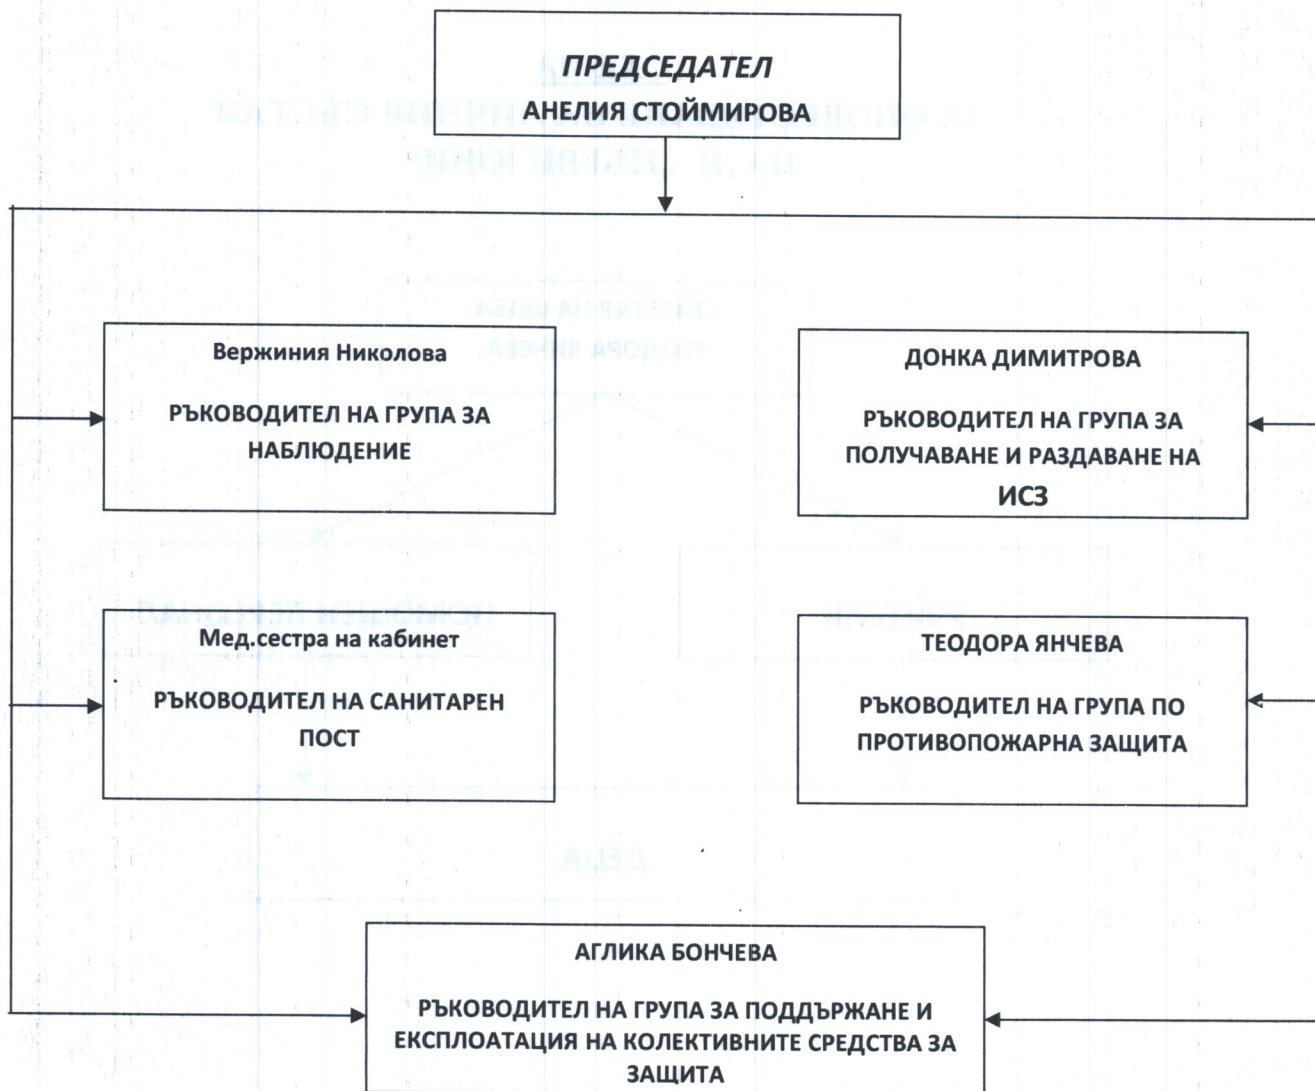 ПРЕДСЕДАТЕЛ
АНЕЛИЯ СТОЙМИРОВА
Вержиния Николова
РЪКОВОДИТЕЛ НА ГРУПА ЗА
НАБЛЮДЕНИЕ
ДОНКА ДИМИТРОВА
РЪКОВОДИТЕЛ НА ГРУПА ЗА
ПОЛУЧАВАНЕ И РАЗДАВАНЕ НА
ИСЗ
Мед.сестра на кабинет
РЪКОВОДИТЕЛ НА САНИТАРЕН
ПОСТ
ТЕОДОРА ЯНЧЕВА
РЪКОВОДИТЕЛ НА ГРУПА ПО
ПРОТИВОПОЖАРНА ЗАЩИТА
АГЛИКА БОНЧЕВА
РЪКОВОДИТЕЛ НА ГРУПА ЗА ПОДДЪРЖАНЕ И
ЕКСПЛОАТАЦИЯ НА КОЛЕКТИВНИТЕ СРЕДСТВА ЗА
ЗАЩИТА